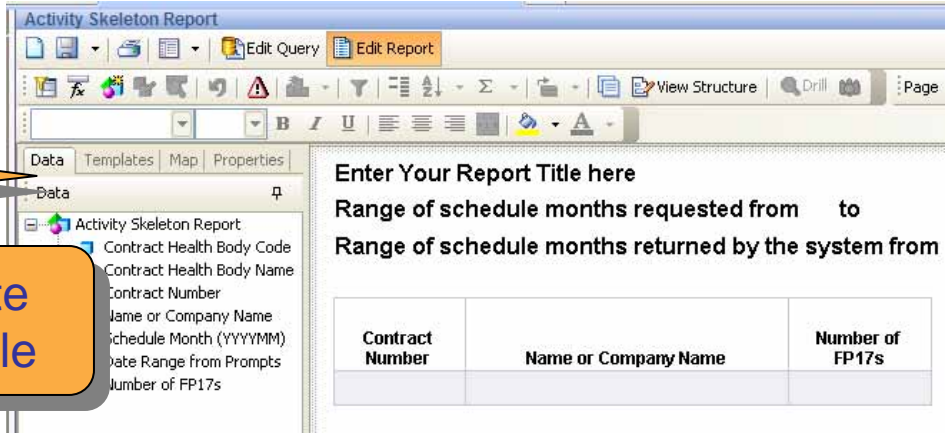 Activity Skeleton Report
Edit Query Edit Report
View Structure Drill Page
B I U A
Data Templates Map Properties
Data
Activity Skeleton Report
Contract Health Body Code
Contract Health Body Name
Contract Number
Name or Company Name
Schedule Month (YYYYMM)
Date Range from Prompts
Number of FP17s
Enter Your Report Title here
Range of schedule months requested from to
Range of schedule months returned by the system from
Contract Number
Name or Company Name
Number of FP17s